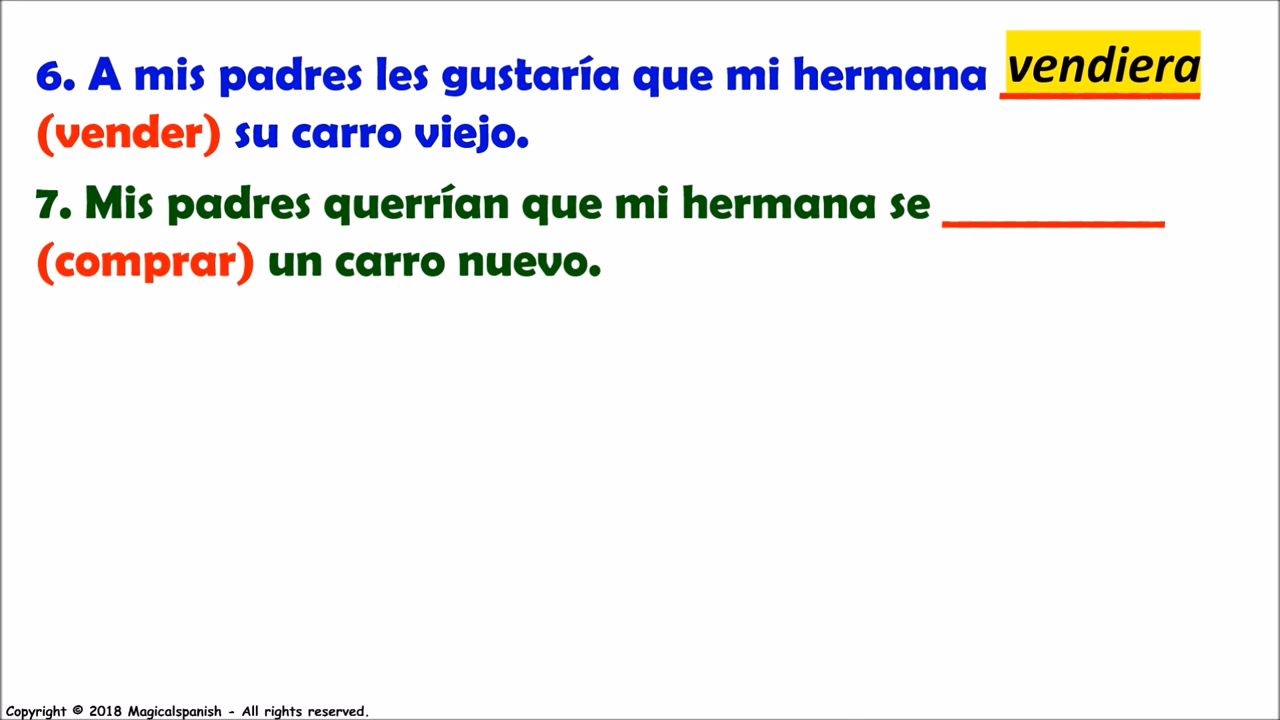 6. A mis padres les gustaría que mi hermana vendiera
(vender) su carro viejo.
7. Mis padres querrían que mi hermana se __________
(comprar) un carro nuevo.
Copyright © 2018 Magicalspanish - All rights reserved.